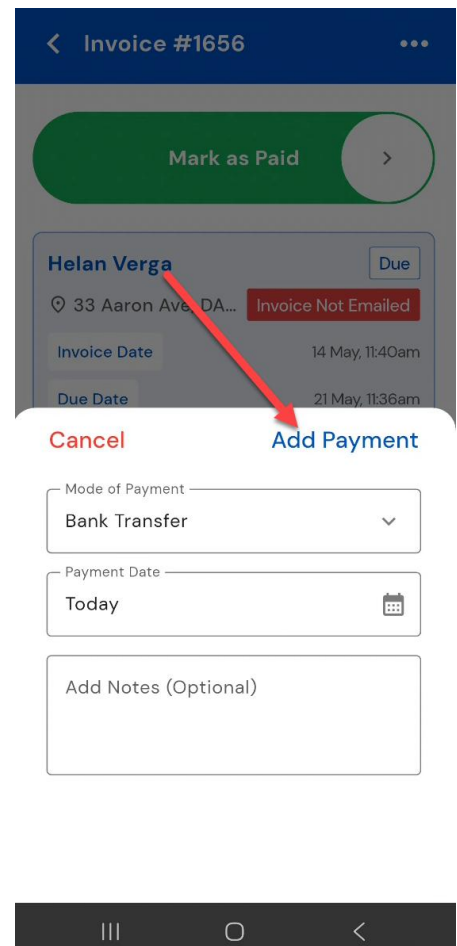 Invoice #1656
Mark as Paid
Helan Verga Due
33 Aaron Ave, DA... Invoice Not Emailed
Invoice Date 14 May, 11:40am
Due Date 21 May, 11:36am
Cancel Add Payment
Mode of Payment
Bank Transfer
Payment Date
Today
Add Notes (Optional)